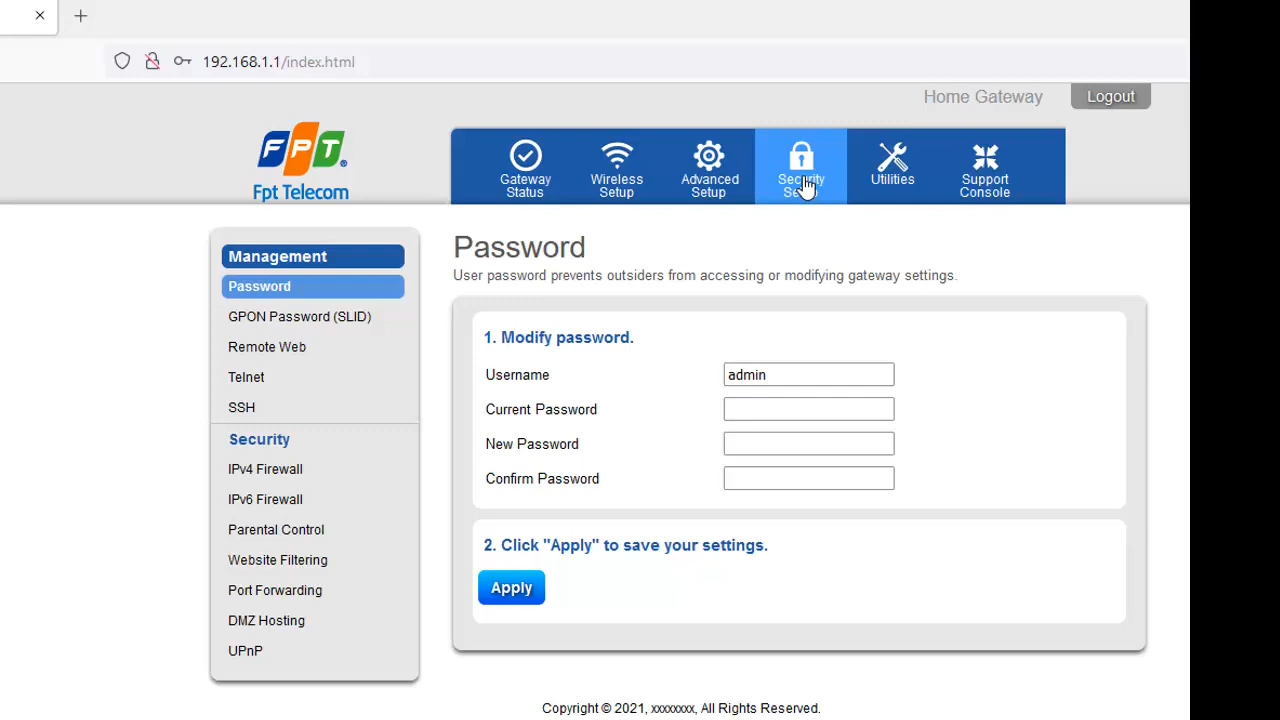 192.168.1.1/index.html
Home Gateway
Logout
FPT
Fpt Telecom
Gateway
Status
Wireless
Setup
Advanced
Setup
Security
Utilities
Support
Console
Management
Password
GPON Password (SLID)
Remote Web
Telnet
SSH
Security
IPv4 Firewall
IPv6 Firewall
Parental Control
Website Filtering
Port Forwarding
DMZ Hosting
UPnP
Password
User password prevents outsiders from accessing or modifying gateway settings.
1. Modify password.
Username
admin
Current Password
New Password
Confirm Password
2. Click "Apply" to save your settings.
Apply
Copyright © 2021, xxxxxxxx, All Rights Reserved.